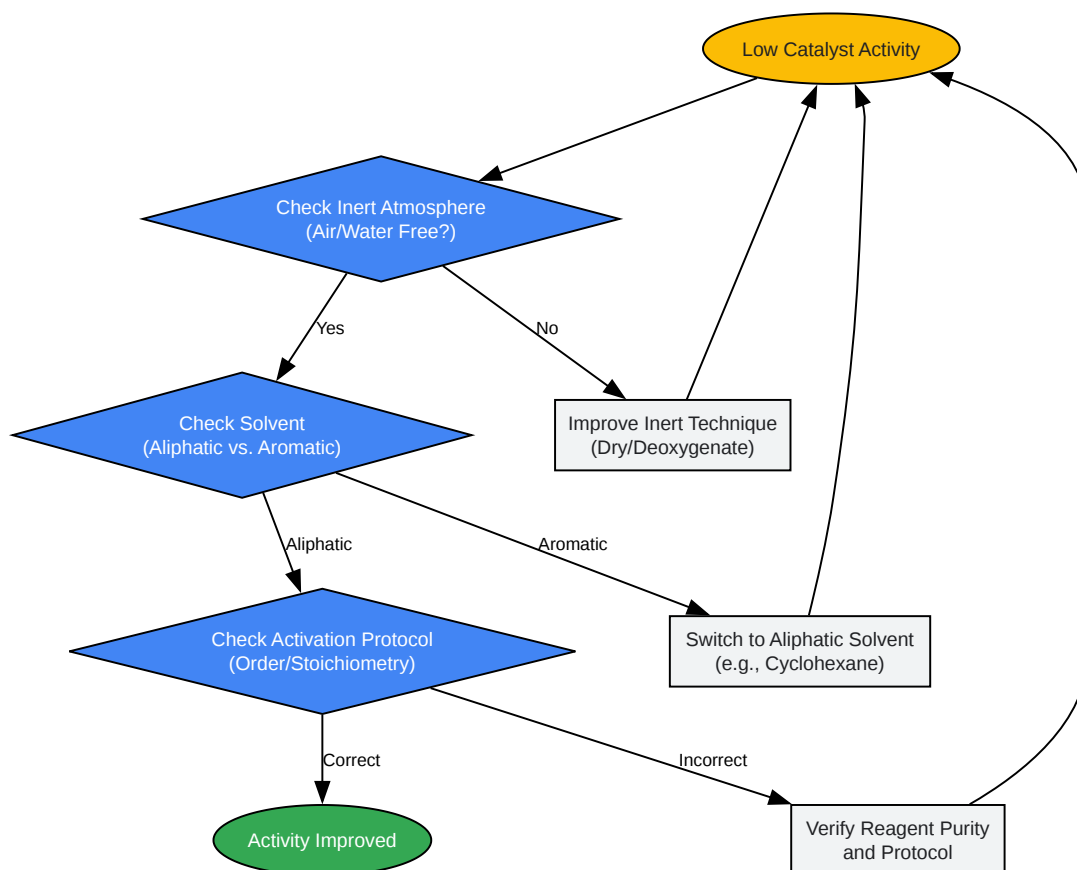 Low Catalyst Activity
Check Inert Atmosphere
(Air/Water Free?)
Yes
No
Check Solvent
(Aliphatic vs. Aromatic)
Improve Inert Technique
(Dry/Deoxygenate)
Aliphatic
Aromatic
Check Activation Protocol
(Order/Stoichiometry)
Switch to Aliphatic Solvent
(e.g., Cyclohexane)
Correct
Incorrect
Activity Improved
Verify Reagent Purity
and Protocol